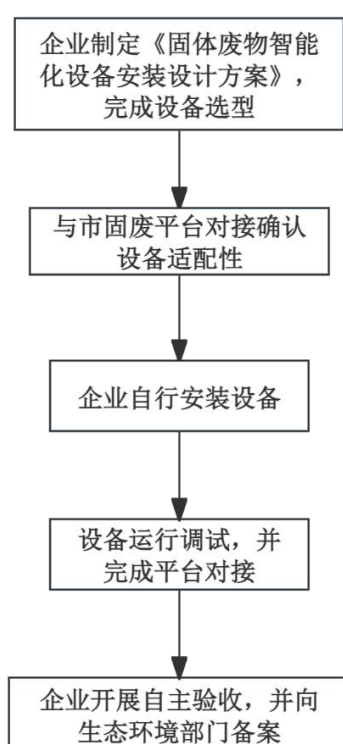 企业制定《固体废物智能
化设备安装设计方案》，
完成设备选型
与市固废平台对接确认
设备适配性
企业自行安装设备
设备运行调试，并
完成平台对接
企业开展自主验收，并向
生态环境部门备案